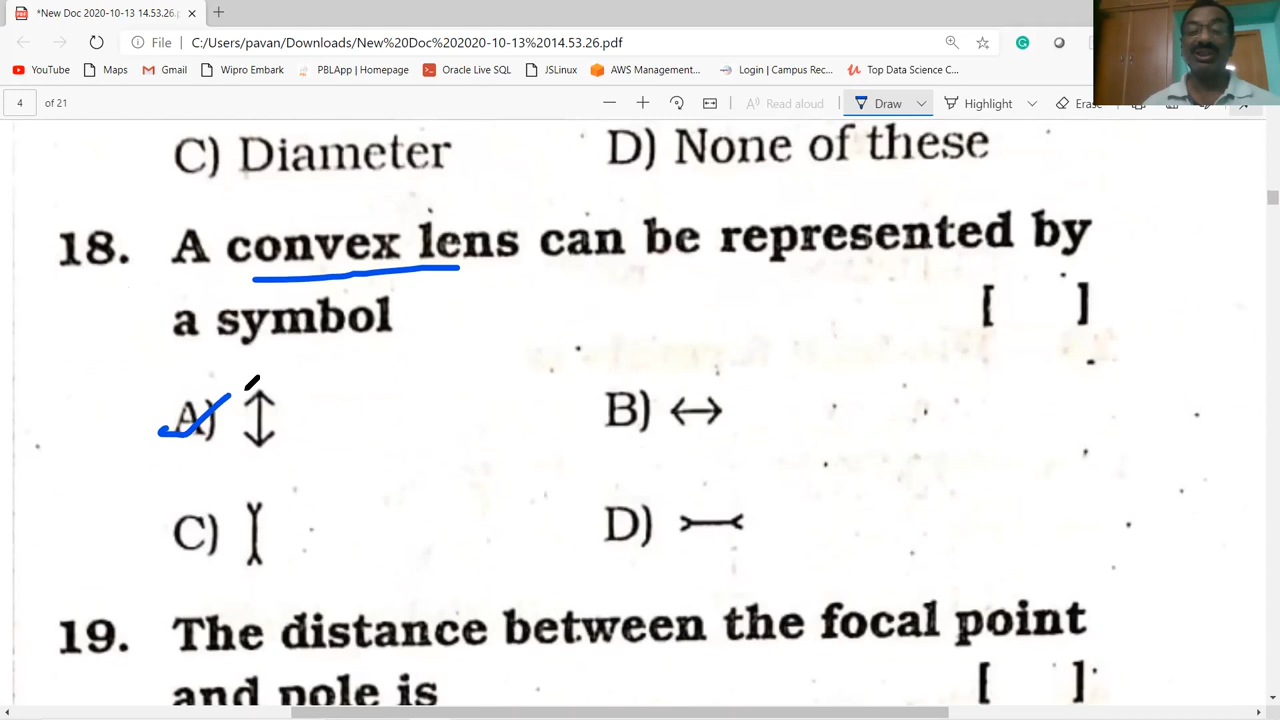 *New Doc 2020-10-13 14.53.26.p
File C:/Users/pavan/Downloads/New%20Doc%202020-10-13%2014.53.26.pdf
YouTube Maps Gmail Wipro Embark PBLApp | Homepage Oracle Live SQL JSLinux AWS Management... Login | Campus Rec... Top Data Science C...
4 of 21 Read aloud Draw Highlight Erase
C) Diameter D) None of these
18. A convex lens can be represented by
a symbol [ ]
A) ↕ B) ↔
C) D)
19. The distance between the focal point
and pole is [ ]